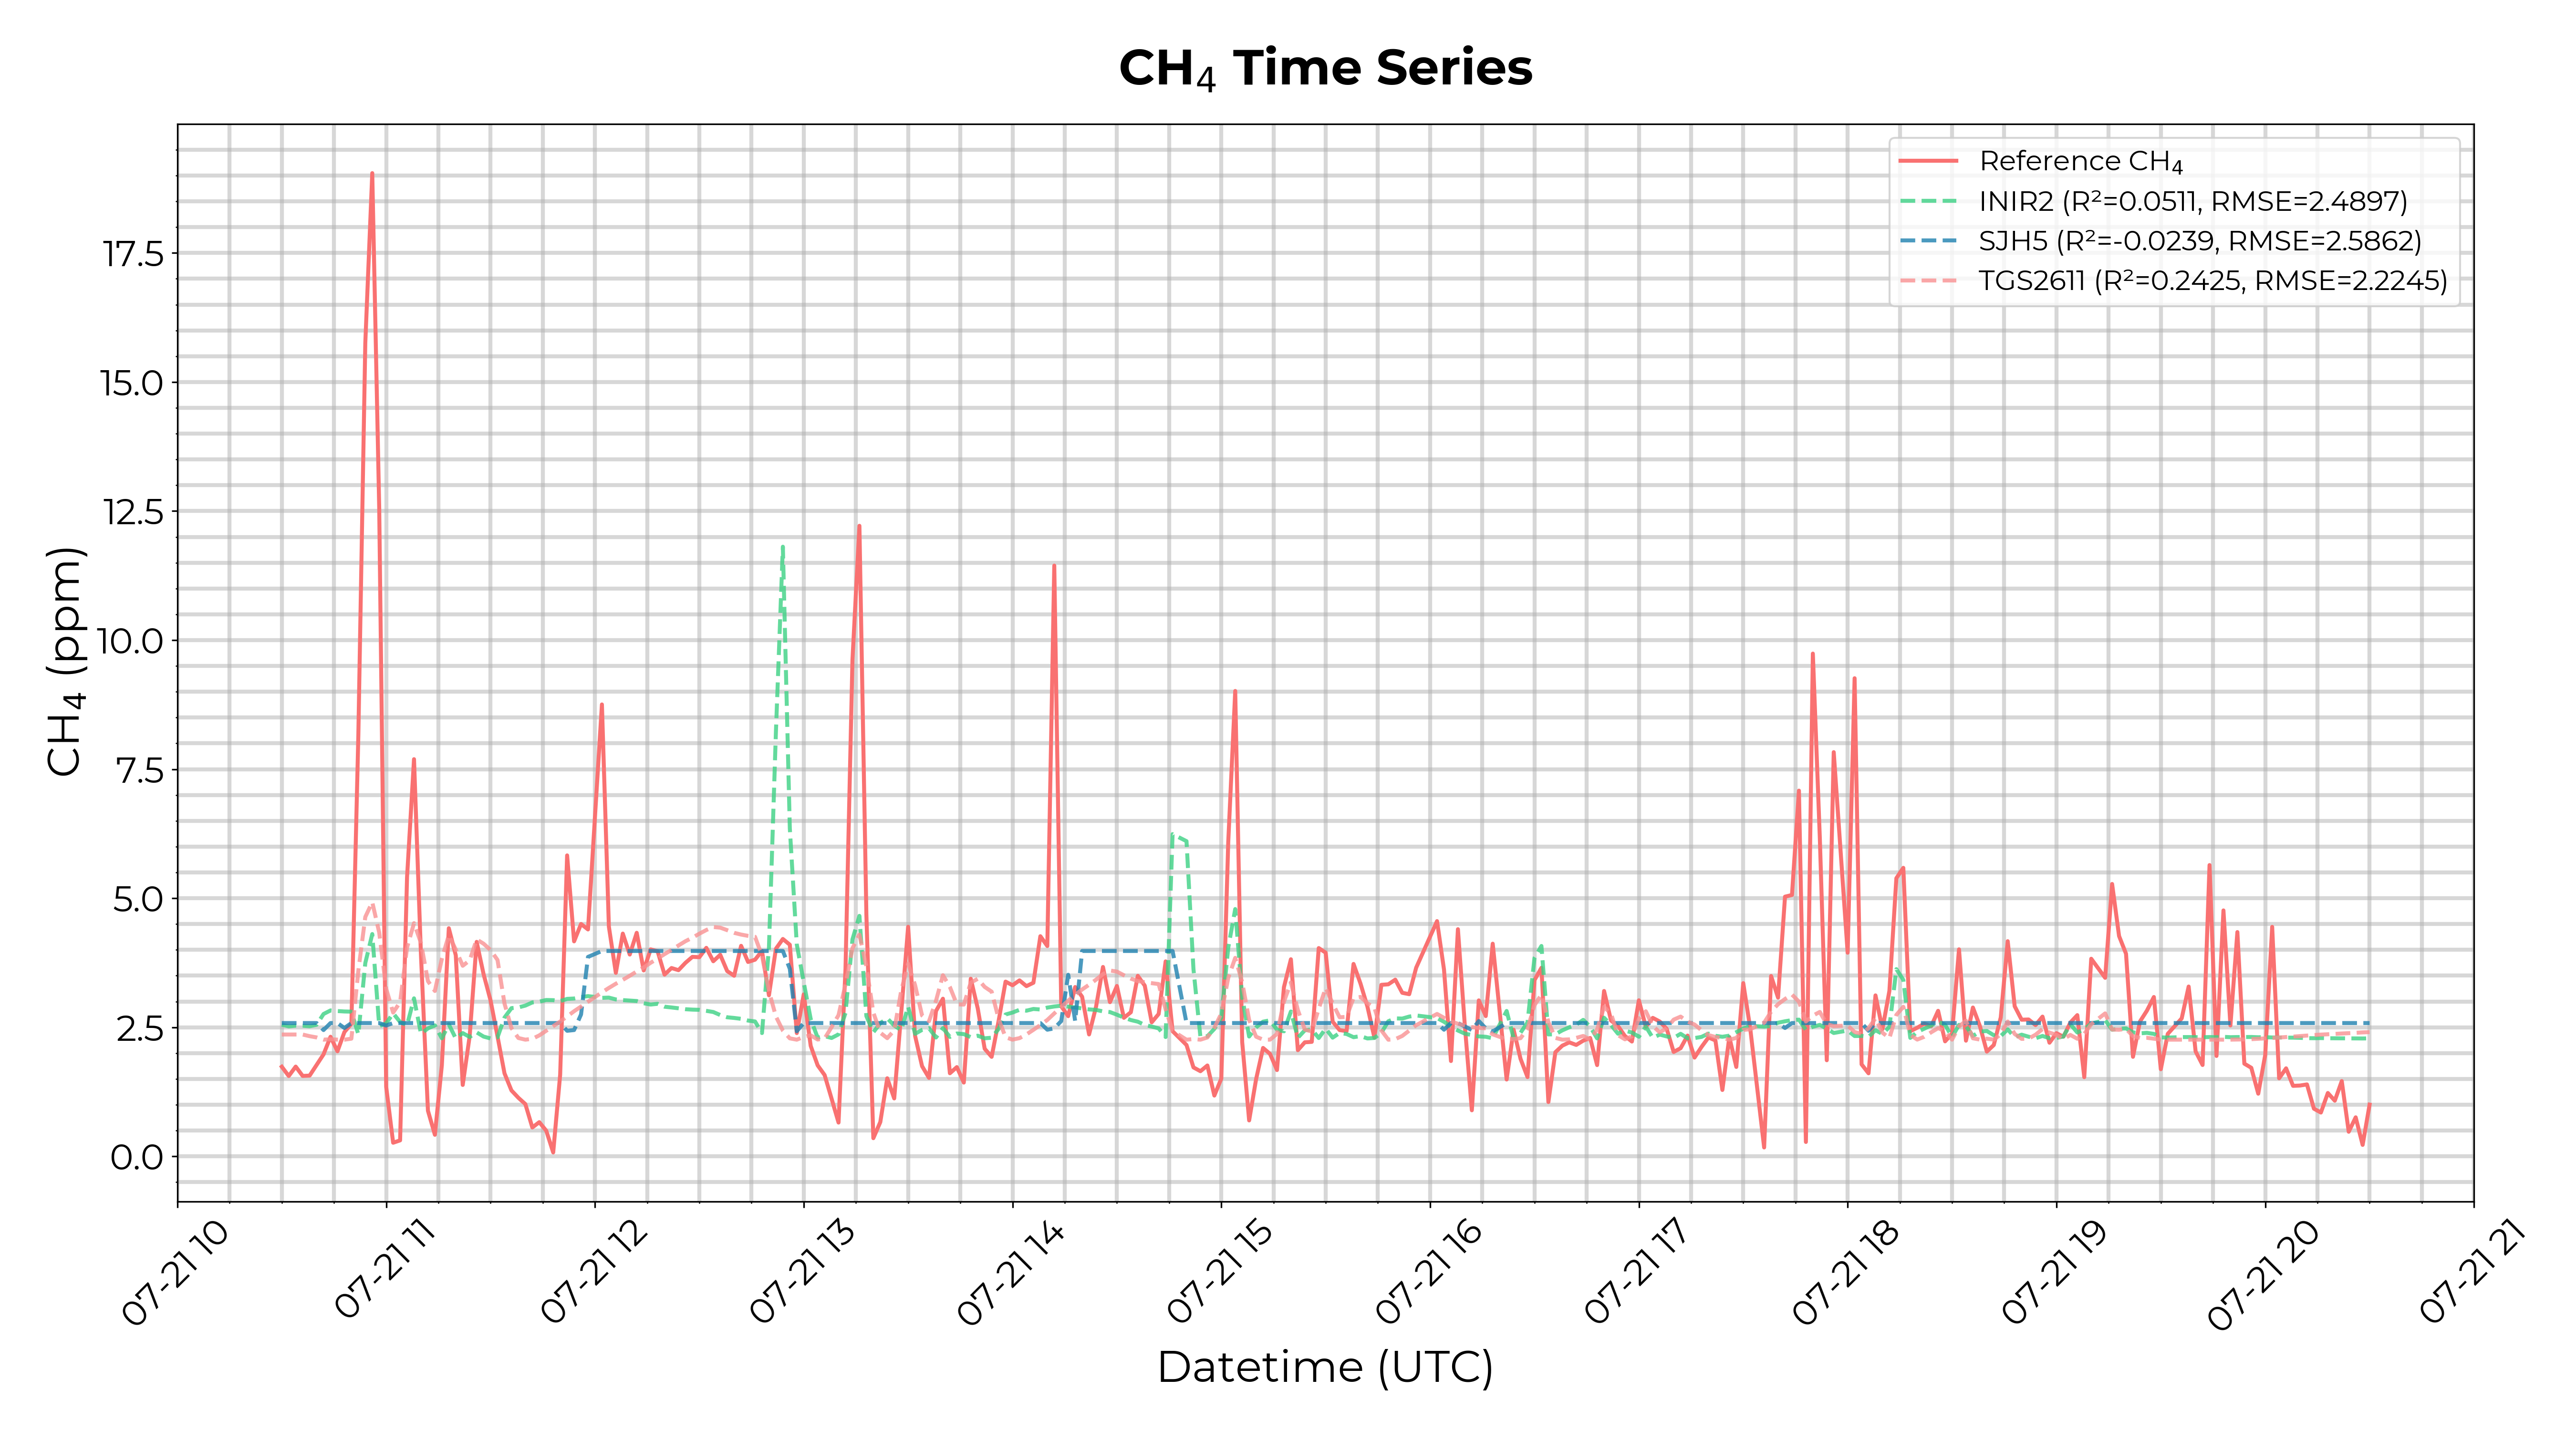 CH₄ Time Series
Reference CH₄
INIR2 (R²=0.0511, RMSE=2.4897)
SJH5 (R²=-0.0239, RMSE=2.5862)
TGS2611 (R²=0.2425, RMSE=2.2245)
CH₄ (ppm)
17.5
15.0
12.5
10.0
7.5
5.0
2.5
0.0
07-21 10
07-21 11
07-21 12
07-21 13
07-21 14
07-21 15
07-21 16
07-21 17
07-21 18
07-21 19
07-21 20
07-21 21
Datetime (UTC)